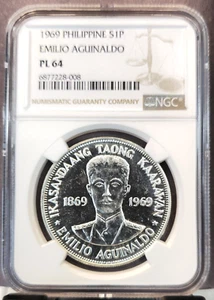 1969 PHILIPPINE S1P
EMILIO AGUINALDO
PL 64
6877228-008
NUMISMATIC GUARANTY COMPANY
NGC
IKASANDAANG TAONG KAARAWAN
1869 1969
EMILIO AGUINALDO